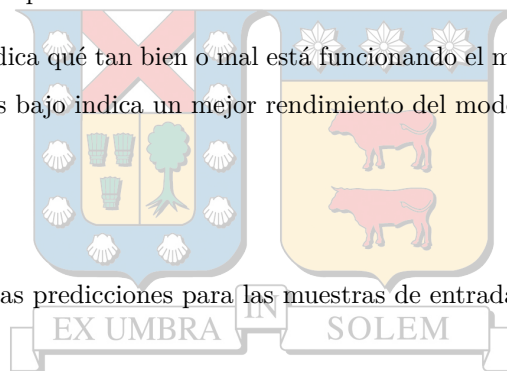 dica qué tan bien o mal está funcionando el m
s bajo indica un mejor rendimiento del mod
as predicciones para las muestras de entrada
IN
EX UMBRA SOLEM